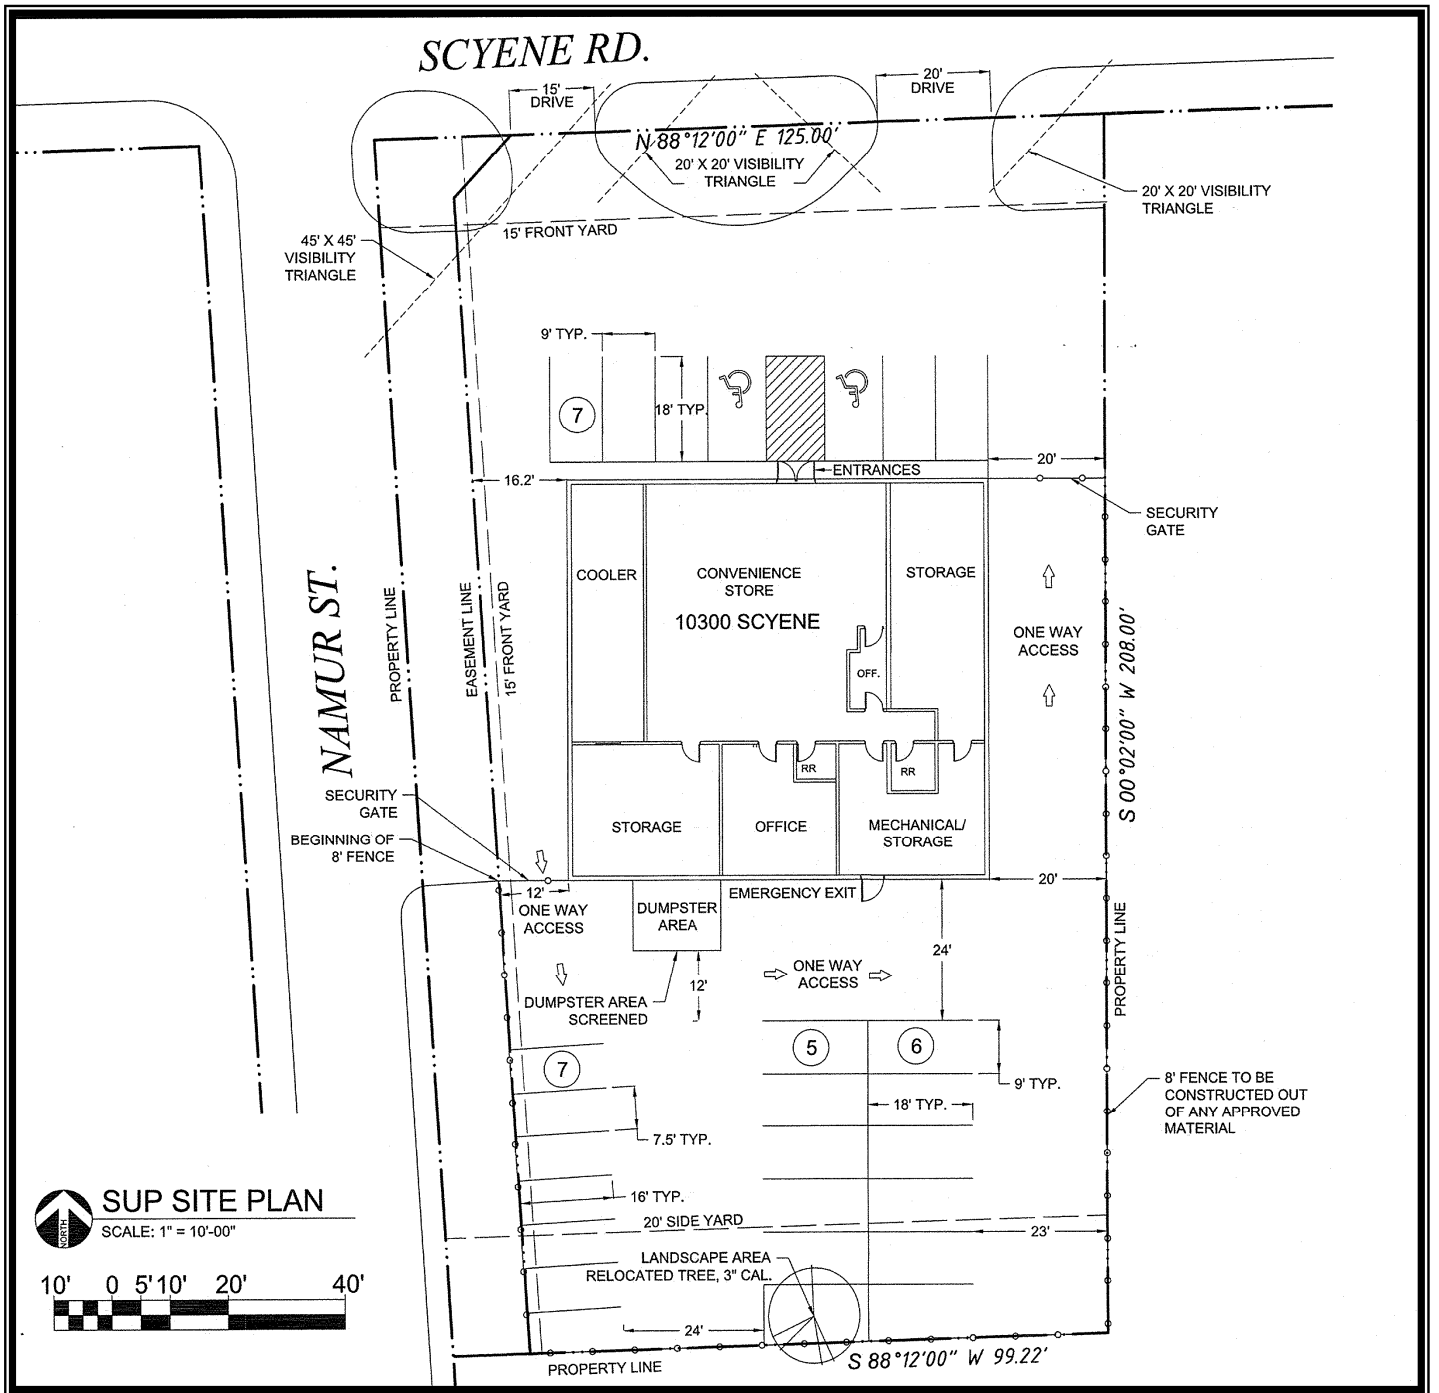 SCYENE RD.
15'
DRIVE
20'
DRIVE
N 88°12'00" E 125.00'
20' X 20' VISIBILITY
TRIANGLE
20' X 20' VISIBILITY
TRIANGLE
15' FRONT YARD
45' X 45'
VISIBILITY
TRIANGLE
9' TYP.
7
18' TYP.
ENTRANCES
20'
16.2'
SECURITY
GATE
COOLER
CONVENIENCE
STORE
10300 SCYENE
STORAGE
OFF.
ONE WAY
ACCESS
S 00°02'00" W 208.00'
NAMUR ST.
PROPERTY LINE
EASEMENT LINE
15' FRONT YARD
RR
RR
STORAGE
OFFICE
MECHANICAL/
STORAGE
SECURITY
GATE
BEGINNING OF
8' FENCE
12'
ONE WAY
ACCESS
DUMPSTER
AREA
EMERGENCY EXIT
20'
24'
PROPERTY LINE
ONE WAY
ACCESS
12'
DUMPSTER AREA
SCREENED
7
5
6
9' TYP.
18' TYP.
8' FENCE TO BE
CONSTRUCTED OUT
OF ANY APPROVED
MATERIAL
7.5' TYP.
16' TYP.
20' SIDE YARD
23'
LANDSCAPE AREA
RELOCATED TREE, 3" CAL.
24'
PROPERTY LINE
S 88°12'00" W 99.22'
NORTH
SUP SITE PLAN
SCALE: 1" = 10'-00"
10' 0 5' 10' 20' 40'